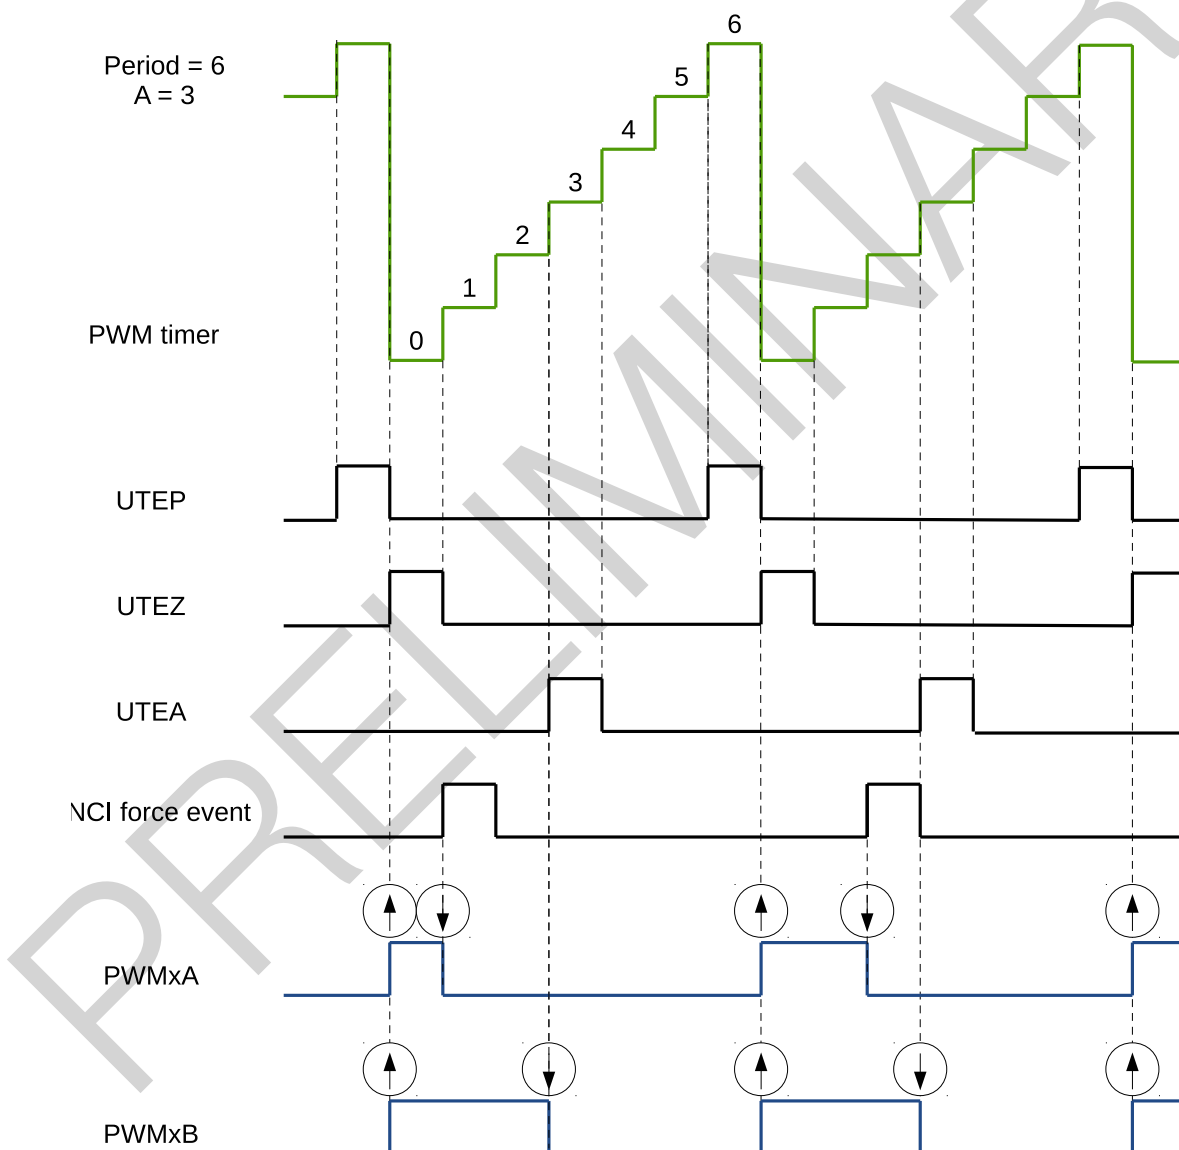 6
Period = 6
A = 3
5
4
3
2
1
0
PWM timer
UTEP
UTEZ
UTEA
NCI force event
PWMxA
PWMxB
PRELIMINAR